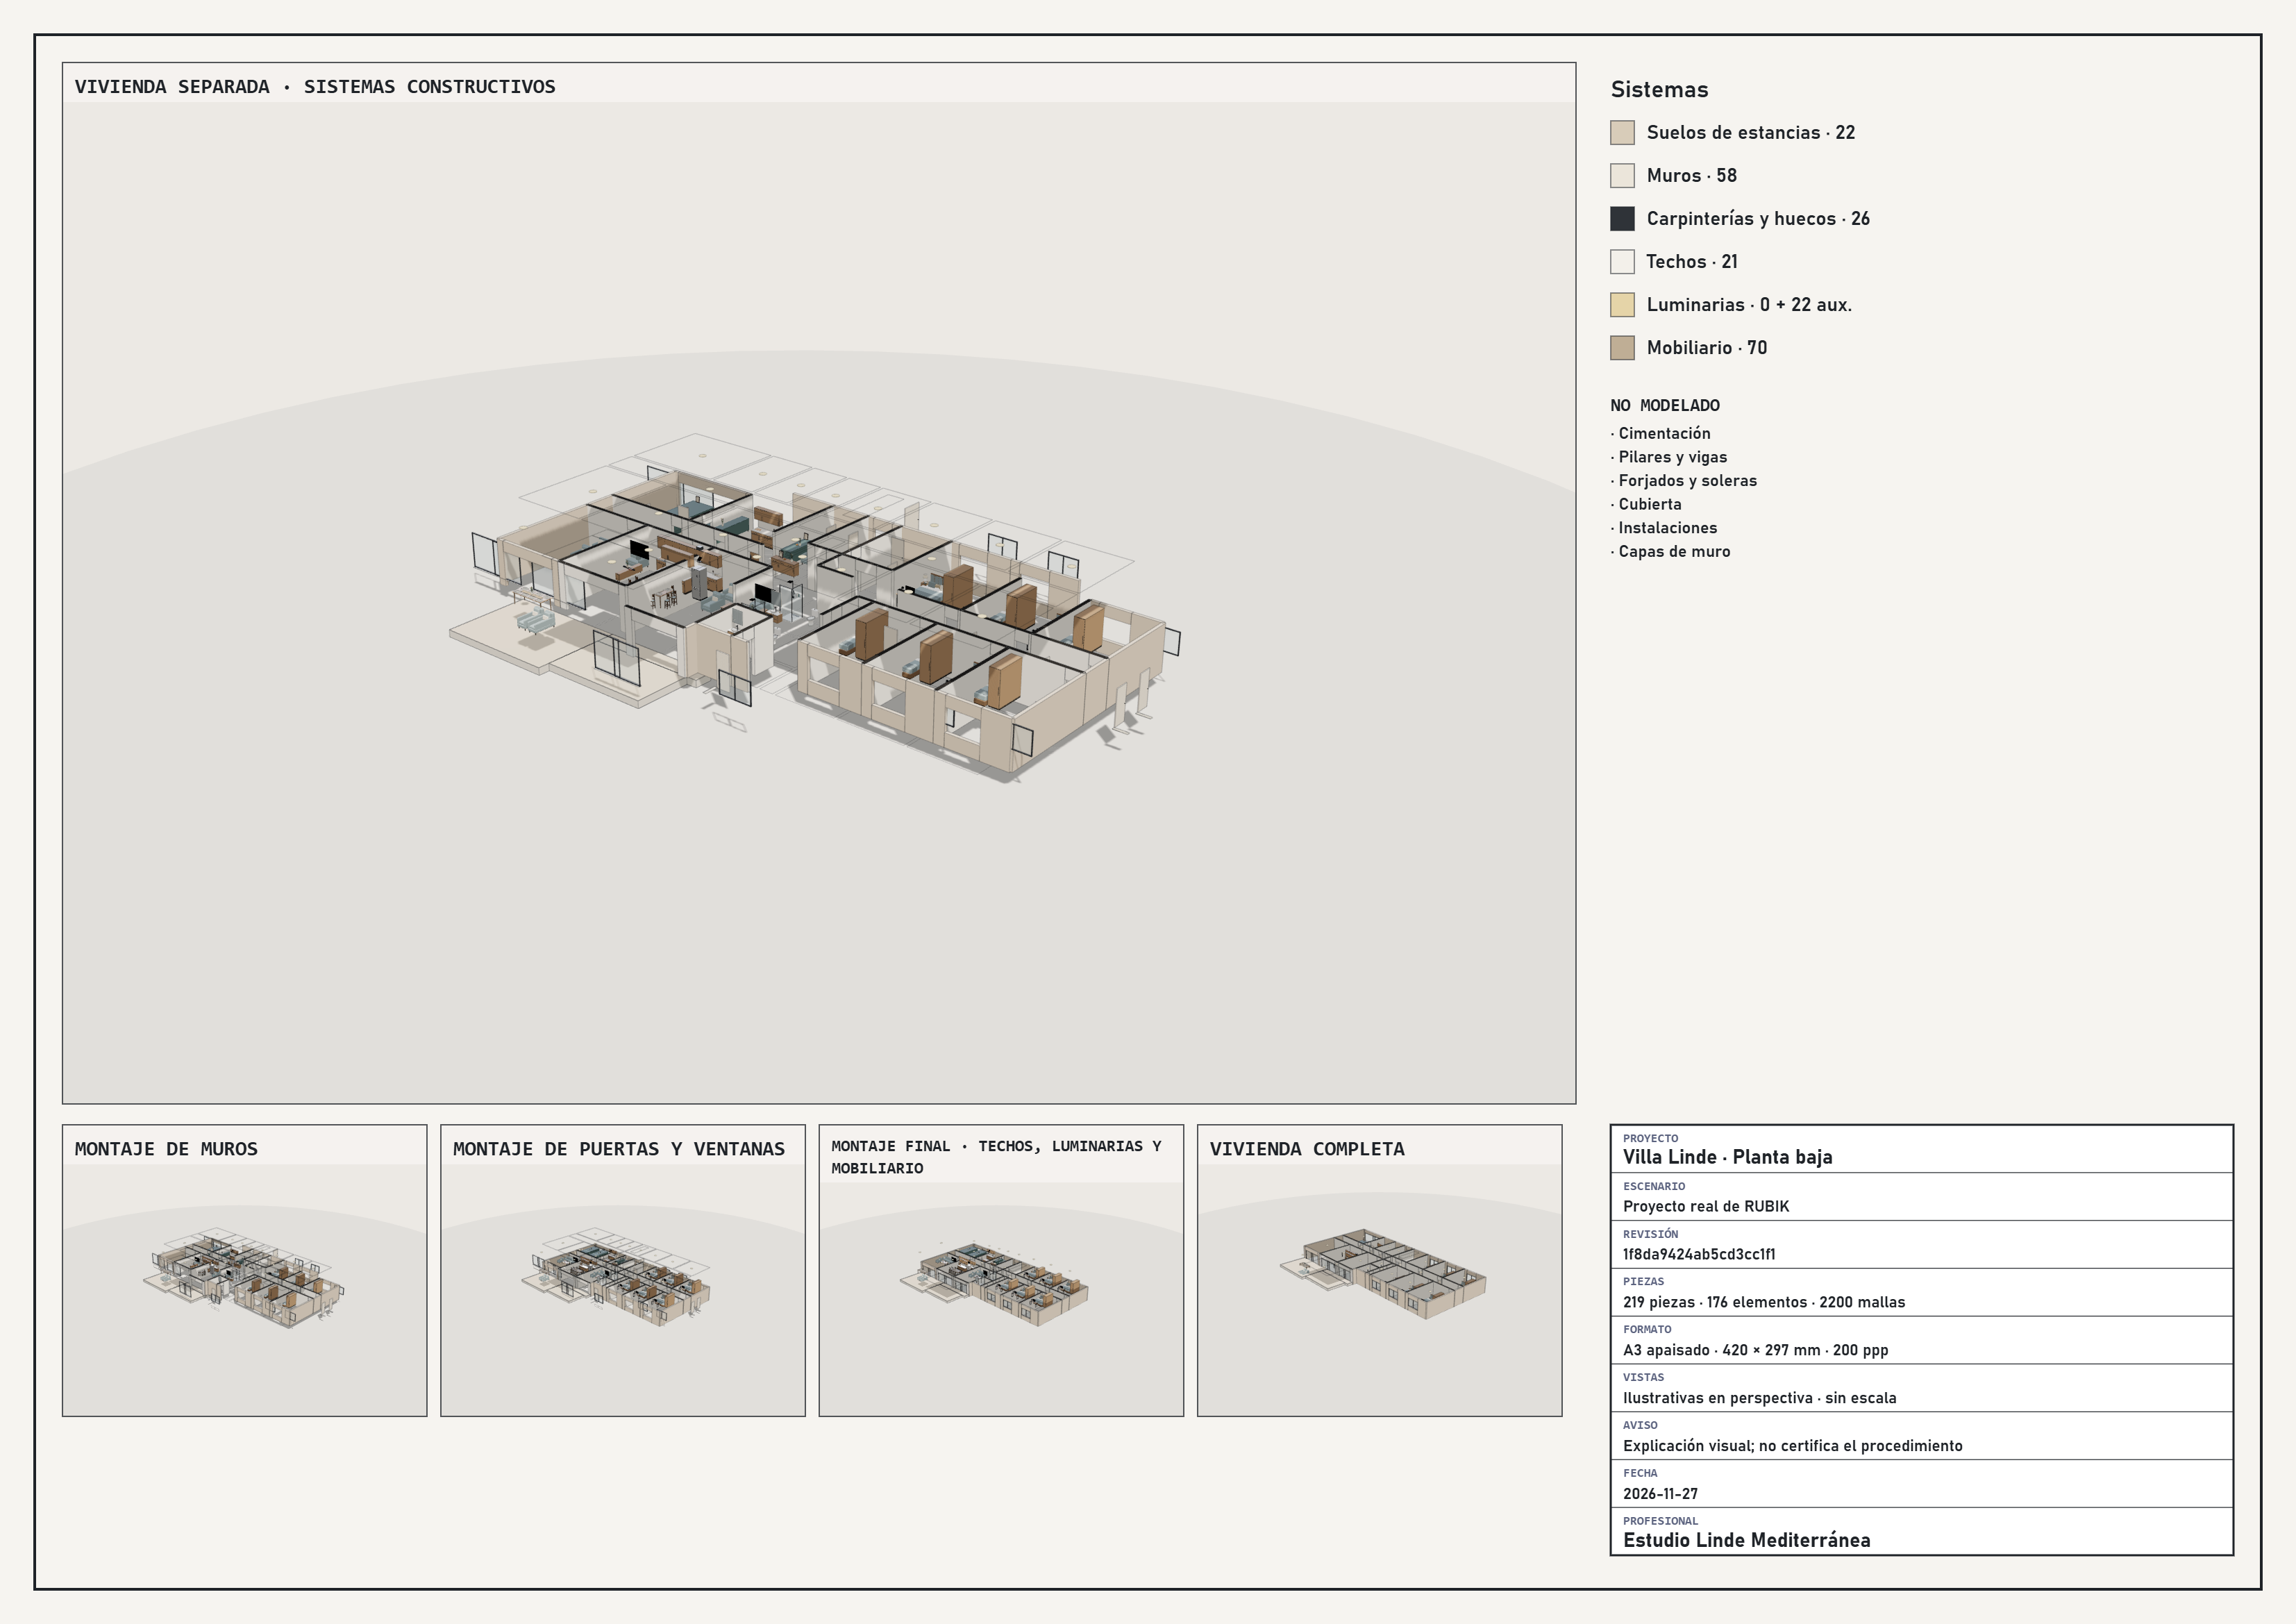 VIVIENDA SEPARADA · SISTEMAS CONSTRUCTIVOS
Sistemas
Suelos de estancias · 22
Muros · 58
Carpinterías y huecos · 26
Techos · 21
Luminarias · 0 + 22 aux.
Mobiliario · 70
NO MODELADO
· Cimentación
· Pilares y vigas
· Forjados y soleras
· Cubierta
· Instalaciones
· Capas de muro
MONTAJE DE MUROS
MONTAJE DE PUERTAS Y VENTANAS
MONTAJE FINAL · TECHOS, LUMINARIAS Y
MOBILIARIO
VIVIENDA COMPLETA
PROYECTO
Villa Linde · Planta baja
ESCENARIO
Proyecto real de RUBIK
REVISIÓN
1f8da9424ab5cd3cc1f1
PIEZAS
219 piezas · 176 elementos · 2200 mallas
FORMATO
A3 apaisado · 420 × 297 mm · 200 ppp
VISTAS
Ilustrativas en perspectiva · sin escala
AVISO
Explicación visual; no certifica el procedimiento
FECHA
2026-11-27
PROFESIONAL
Estudio Linde Mediterránea